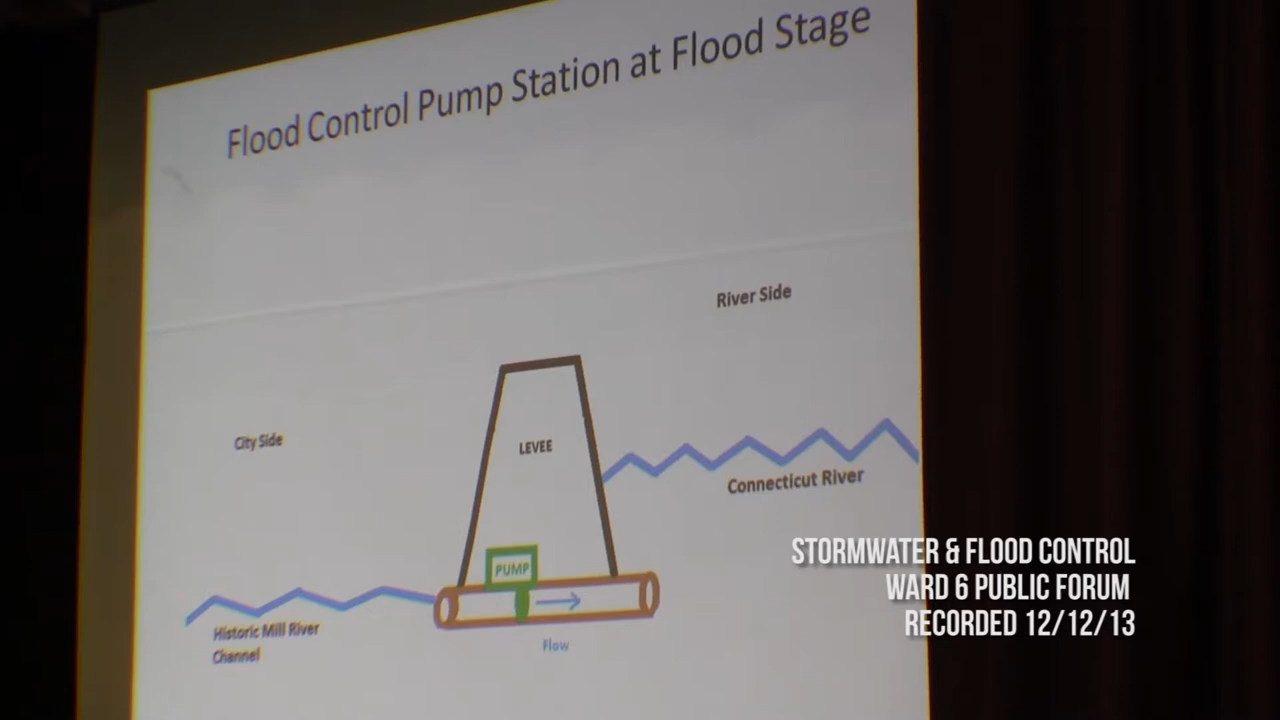 Flood Control Pump Station at Flood Stage
River Side
City Side
LEVEE
Connecticut River
PUMP
Historic Mill River
Channel
Flow
STORMWATER & FLOOD CONTROL
WARD 6 PUBLIC FORUM
RECORDED 12/12/13